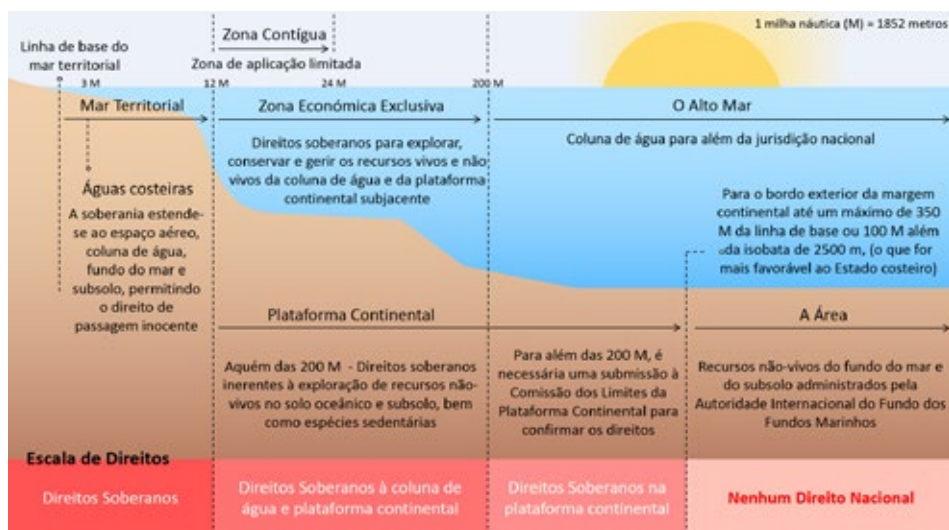 1 milha náutica (M) = 1852 metros
Zona Contígua
Linha de base do
mar territorial
Zona de aplicação limitada
3 M
12 M
24 M
200 M
Mar Territorial
Zona Económica Exclusiva
O Alto Mar
Direitos soberanos para explorar,
conservar e gerir os recursos vivos e não
vivos da coluna de água e da plataforma
continental subjacente
Coluna de água para além da jurisdição nacional
Águas costeiras
A soberania estende-
se ao espaço aéreo,
coluna de água,
fundo do mar e
subsolo, permitindo
o direito de
passagem inocente
Para o bordo exterior da margem
continental até um máximo de 350
M da linha de base ou 100 M além
da isobata de 2500 m, (o que for
mais favorável ao Estado costeiro)
Plataforma Continental
A Área
Aquém das 200 M - Direitos soberanos
inerentes à exploração de recursos não-
vivos no solo oceânico e subsolo, bem
como espécies sedentárias
Para além das 200 M, é
necessária uma submissão à
Comissão dos Limites da
Plataforma Continental para
confirmar os direitos
Recursos não-vivos do fundo do mar e
do subsolo administrados pela
Autoridade Internacional do Fundo dos
Fundos Marinhos
Escala de Direitos
Direitos Soberanos
Direitos Soberanos à coluna de
água e plataforma continental
Direitos Soberanos na
plataforma continental
Nenhum Direito Nacional